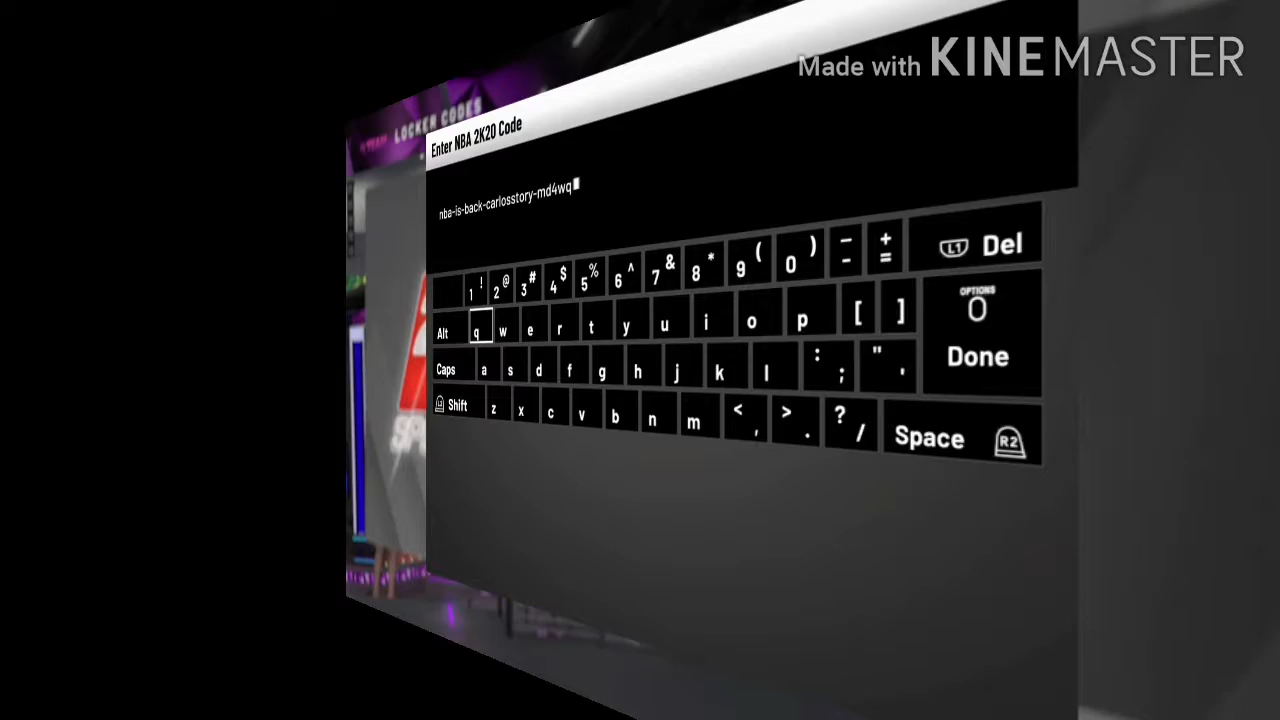 Made with KINEMASTER
LOCKER CODES
Enter NBA 2K20 Code
nba-is-back-carlosstory-md4wq
1 ! 2 @ 3 # 4 $ 5 % 6 ^ 7 & 8 * 9 ( 0 ) - _ = + L1 Del
Alt q w e r t y u i o p [ ] OPTIONS
Caps a s d f g h j k l ; : ' " Done
Shift z x c v b n m , < . > / ? Space R2